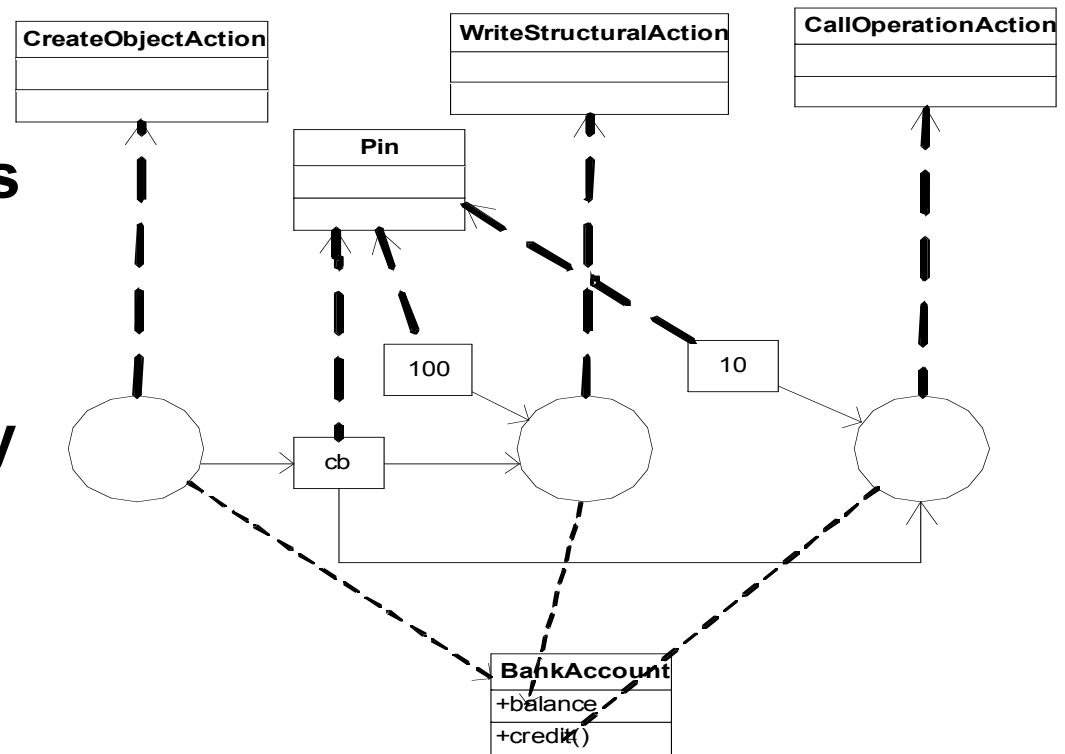 CreateObjectAction
WriteStructuralAction
CallOperationAction
Pin
s
100
10
y
cb
BankAccount
+balance
+credit()